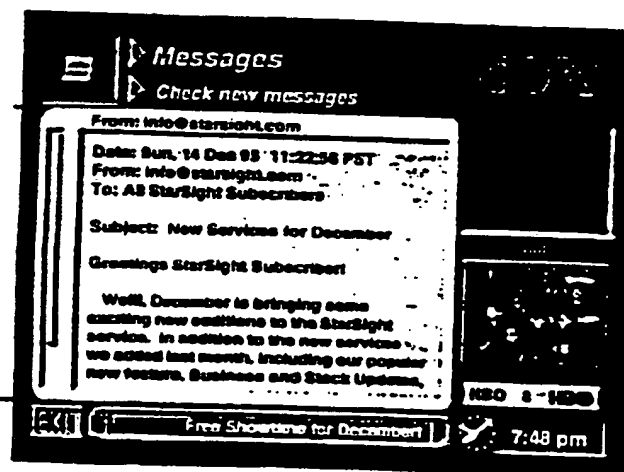 Messages
Check new messages
From: info@starsight.com
Date: Sun, 14 Dec 95 11:22:56 PST
From: info@starsight.com
To: All StarSight Subscribers
Subject: New Services for December
Greetings StarSight Subscriber!
Well, December is bringing some
exciting new additions to the StarSight
service. In addition to the new services
we added last month, including our popular
new feature, Business and Stock Updates,
HBO 8 HBO
EXIT
Free Showtime for December!
7:48 pm